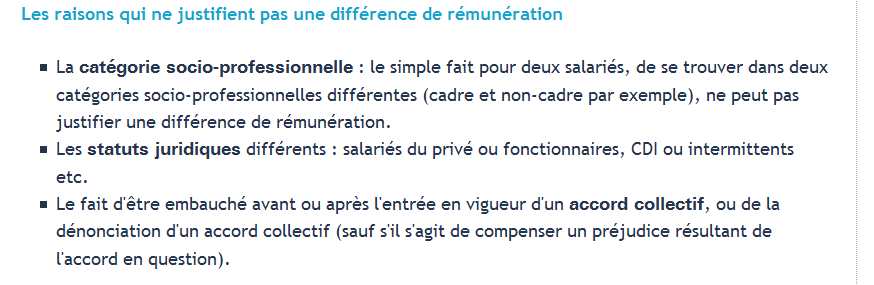 Les raisons qui ne justifient pas une différence de rémunération
La catégorie socio-professionnelle : le simple fait pour deux salariés, de se trouver dans deux
catégories socio-professionnelles différentes (cadre et non-cadre par exemple), ne peut pas
justifier une différence de rémunération.
Les statuts juridiques différents : salariés du privé ou fonctionnaires, CDI ou intermittents
etc.
Le fait d'être embauché avant ou après l'entrée en vigueur d'un accord collectif, ou de la
dénonciation d'un accord collectif (sauf s'il s'agit de compenser un préjudice résultant de
l'accord en question).